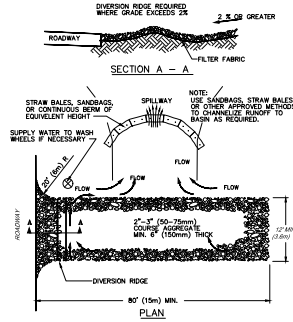 DIVERSION RIDGE REQUIRED
WHERE GRADE EXCEEDS 2%
2 % OR GREATER
ROADWAY
FILTER FABRIC
SECTION A - A
SPILLWAY
STRAW BALES, SANDBAGS,
OR CONTINUOUS BERM OF
EQUIVELENT HEIGHT
NOTE:
USE SANDBAGS, STRAW BALES
OR OTHER APPROVED METHODS
TO CHANNELIZE RUNOFF TO
BASIN AS REQUIRED.
SUPPLY WATER TO WASH
WHEELS IF NECESSARY
20' (6m) R
FLOW
FLOW
FLOW
FLOW
ROADWAY
A
A
2"-3" (50-75mm)
COURSE AGGREGATE
MIN. 6" (150mm) THICK
12' MI
(3.6m)
DIVERSION RIDGE
80' (15m) MIN.
PLAN